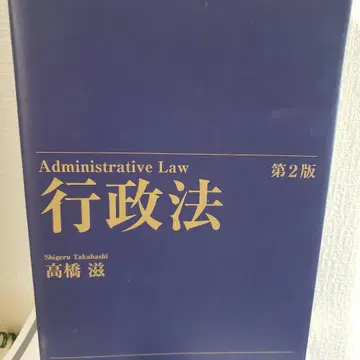 Administrative Law 第2版
行政法
Shigeru Takahashi
高橋 滋